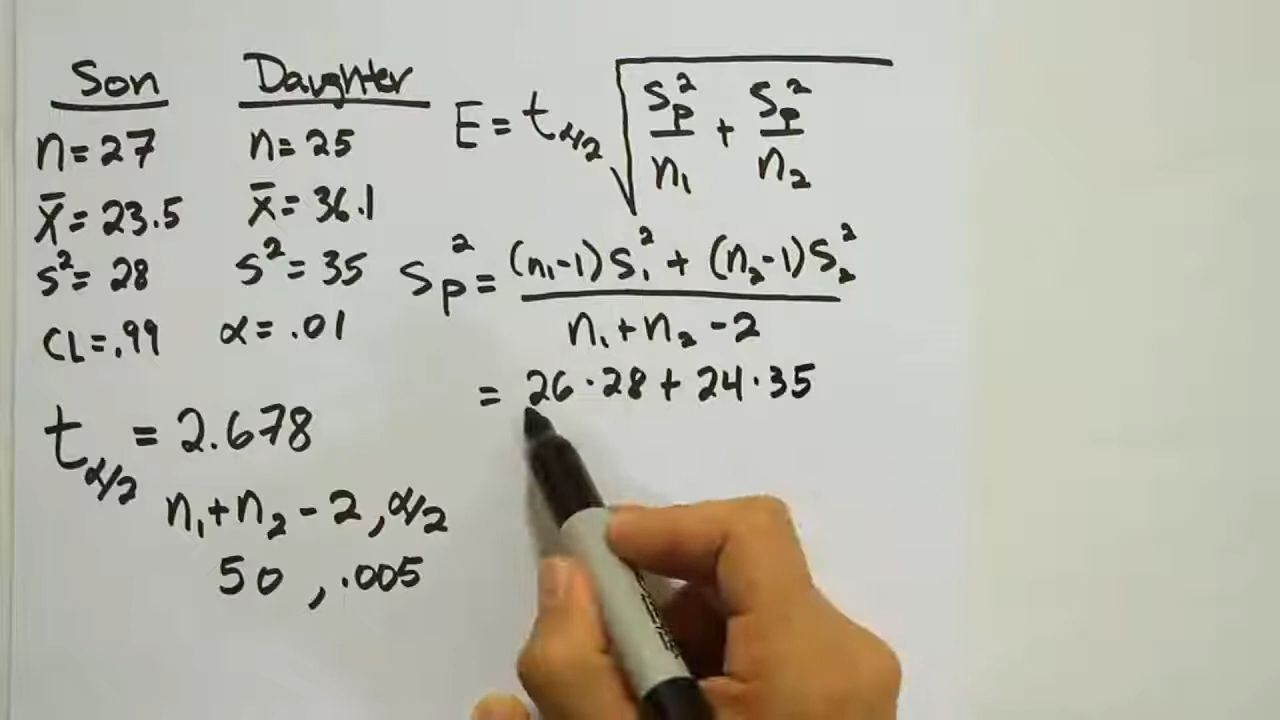 Son
n = 27
x̄ = 23.5
s² = 28
CL = .99
Daughter
n = 25
x̄ = 36.1
s² = 35
α = .01
t_α/2 = 2.678
n₁ + n₂ - 2, α/2
50, .005
E = t_α/2 √(Sp²/n₁ + Sp²/n₂)
Sp² = (n₁-1)S₁² + (n₂-1)S₂²
n₁ + n₂ - 2
= 26 · 28 + 24 · 35